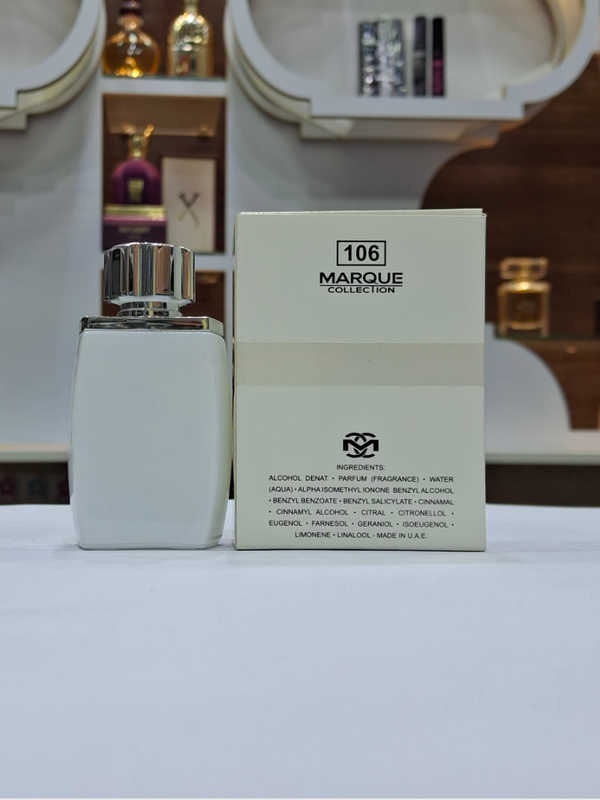 106
MARQUE
COLLECTION
INGREDIENTS:
ALCOHOL DENAT • PARFUM (FRAGRANCE) • WATER
(AQUA) • ALPHA ISOMETHYL IONONE BENZYL ALCOHOL
• BENZYL BENZOATE • BENZYL SALICYLATE • CINNAMAL
• CINNAMYL ALCOHOL • CITRAL • CITRONELLOL •
EUGENOL • FARNESOL • GERANIOL • ISOEUGENOL •
LIMONENE • LINALOOL - MADE IN U.A.E.
X